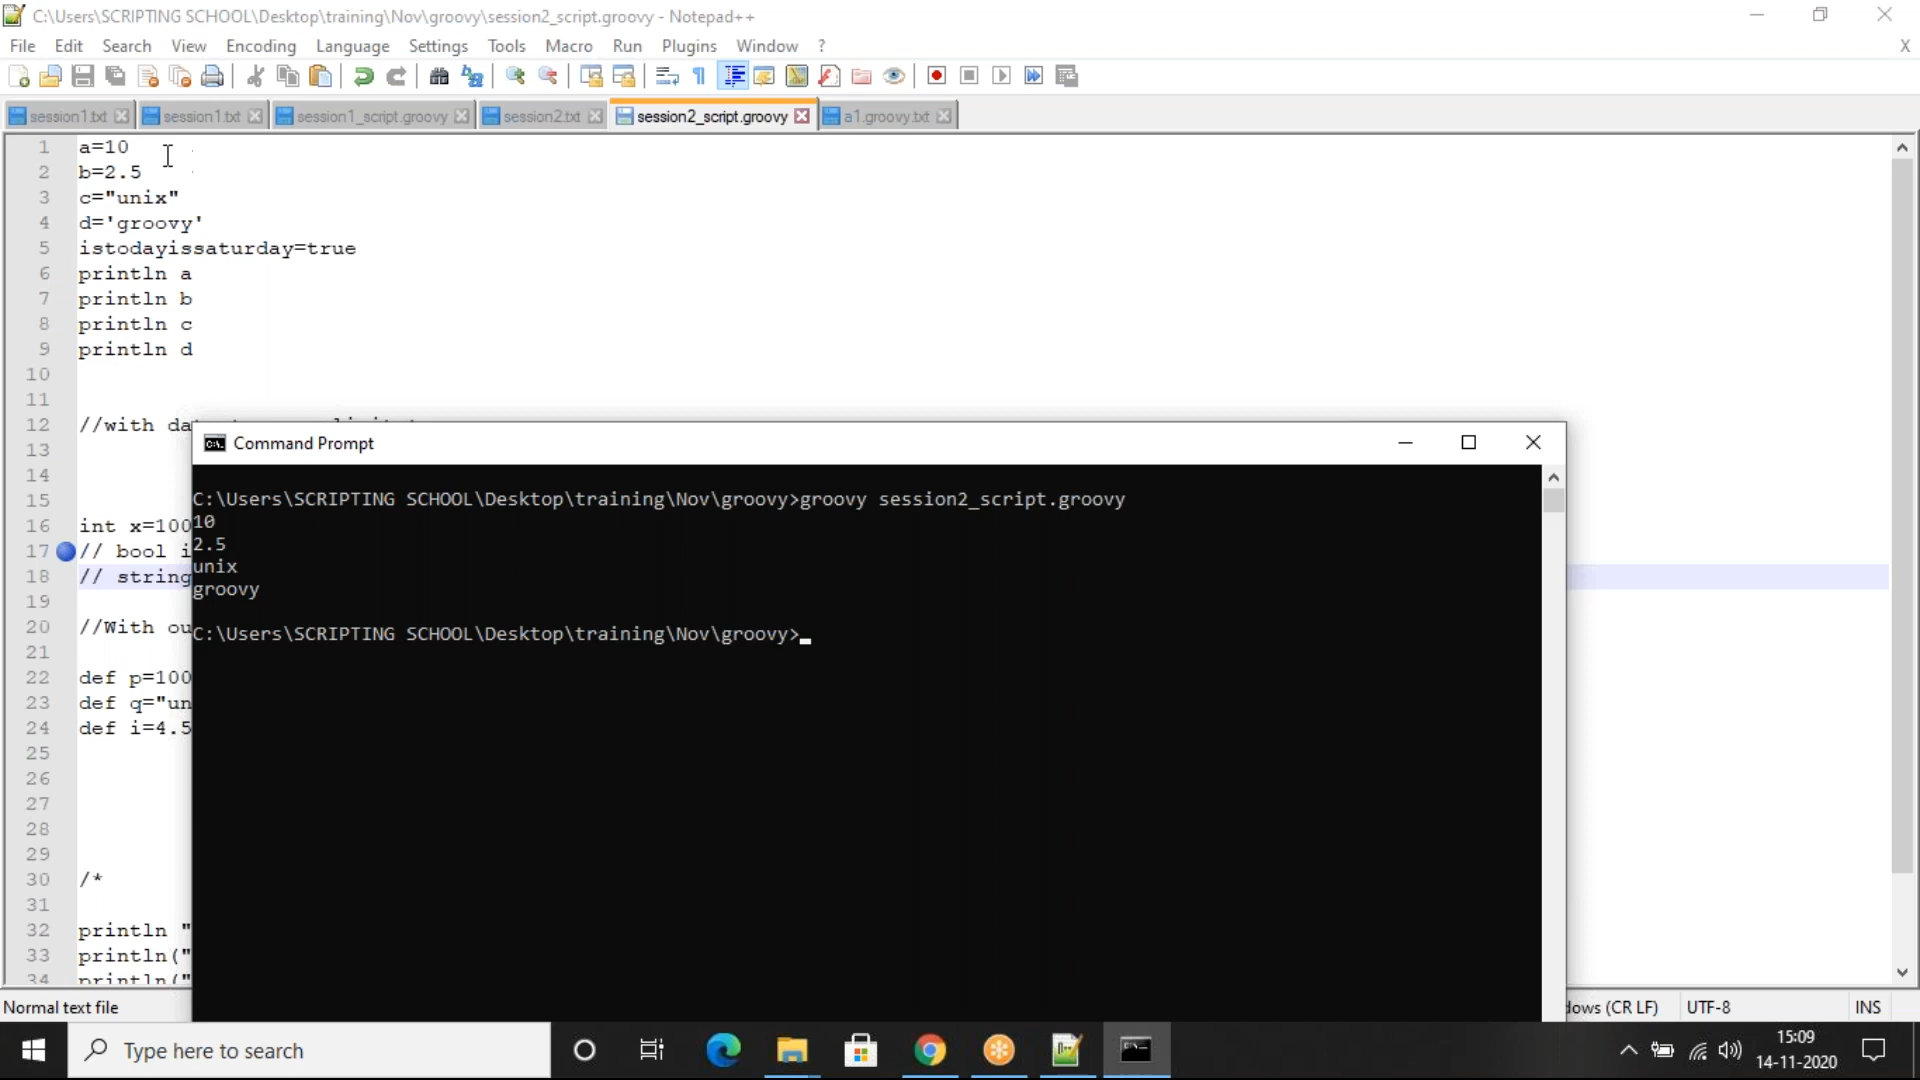 C:\Users\SCRIPTING SCHOOL\Desktop\training\Nov\groovy\session2_script.groovy - Notepad++
File Edit Search View Encoding Language Settings Tools Macro Run Plugins Window ? X
session1.txt session1.txt session1_script.groovy session2.txt session2_script.groovy a1.groovy.txt
1 a=10
2 b=2.5
3 c="unix"
4 d='groovy'
5 istodayissaturday=true
6 println a
7 println b
8 println c
9 println d
10
11
12 //with da
13
14
15
16 int x=100
17 // bool i
18 // string
19
20 //With ou
21
22 def p=100
23 def q="un
24 def i=4.5
25
26
27
28
29
30 /*
31
32 println "
33 println("
34 println("
Command Prompt
C:\Users\SCRIPTING SCHOOL\Desktop\training\Nov\groovy>groovy session2_script.groovy
10
2.5
unix
groovy
C:\Users\SCRIPTING SCHOOL\Desktop\training\Nov\groovy>
Normal text file dows (CR LF) UTF-8 INS
Type here to search
15:09
14-11-2020